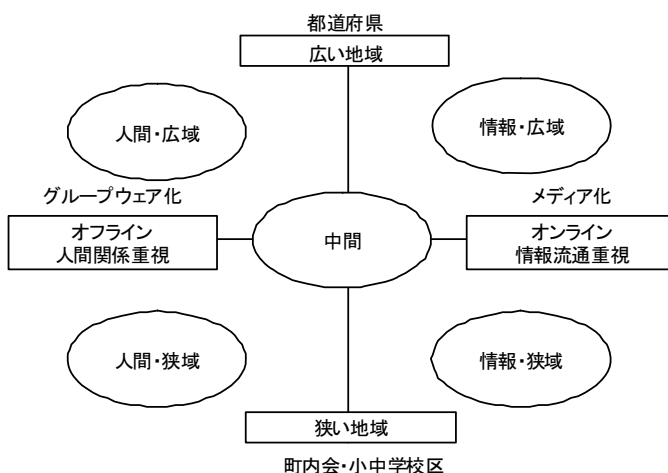 都道府県
広い地域
人間・広域
情報・広域
グループウェア化
メディア化
オフライン
人間関係重視
中間
オンライン
情報流通重視
人間・狭域
情報・狭域
狭い地域
町内会・小中学校区